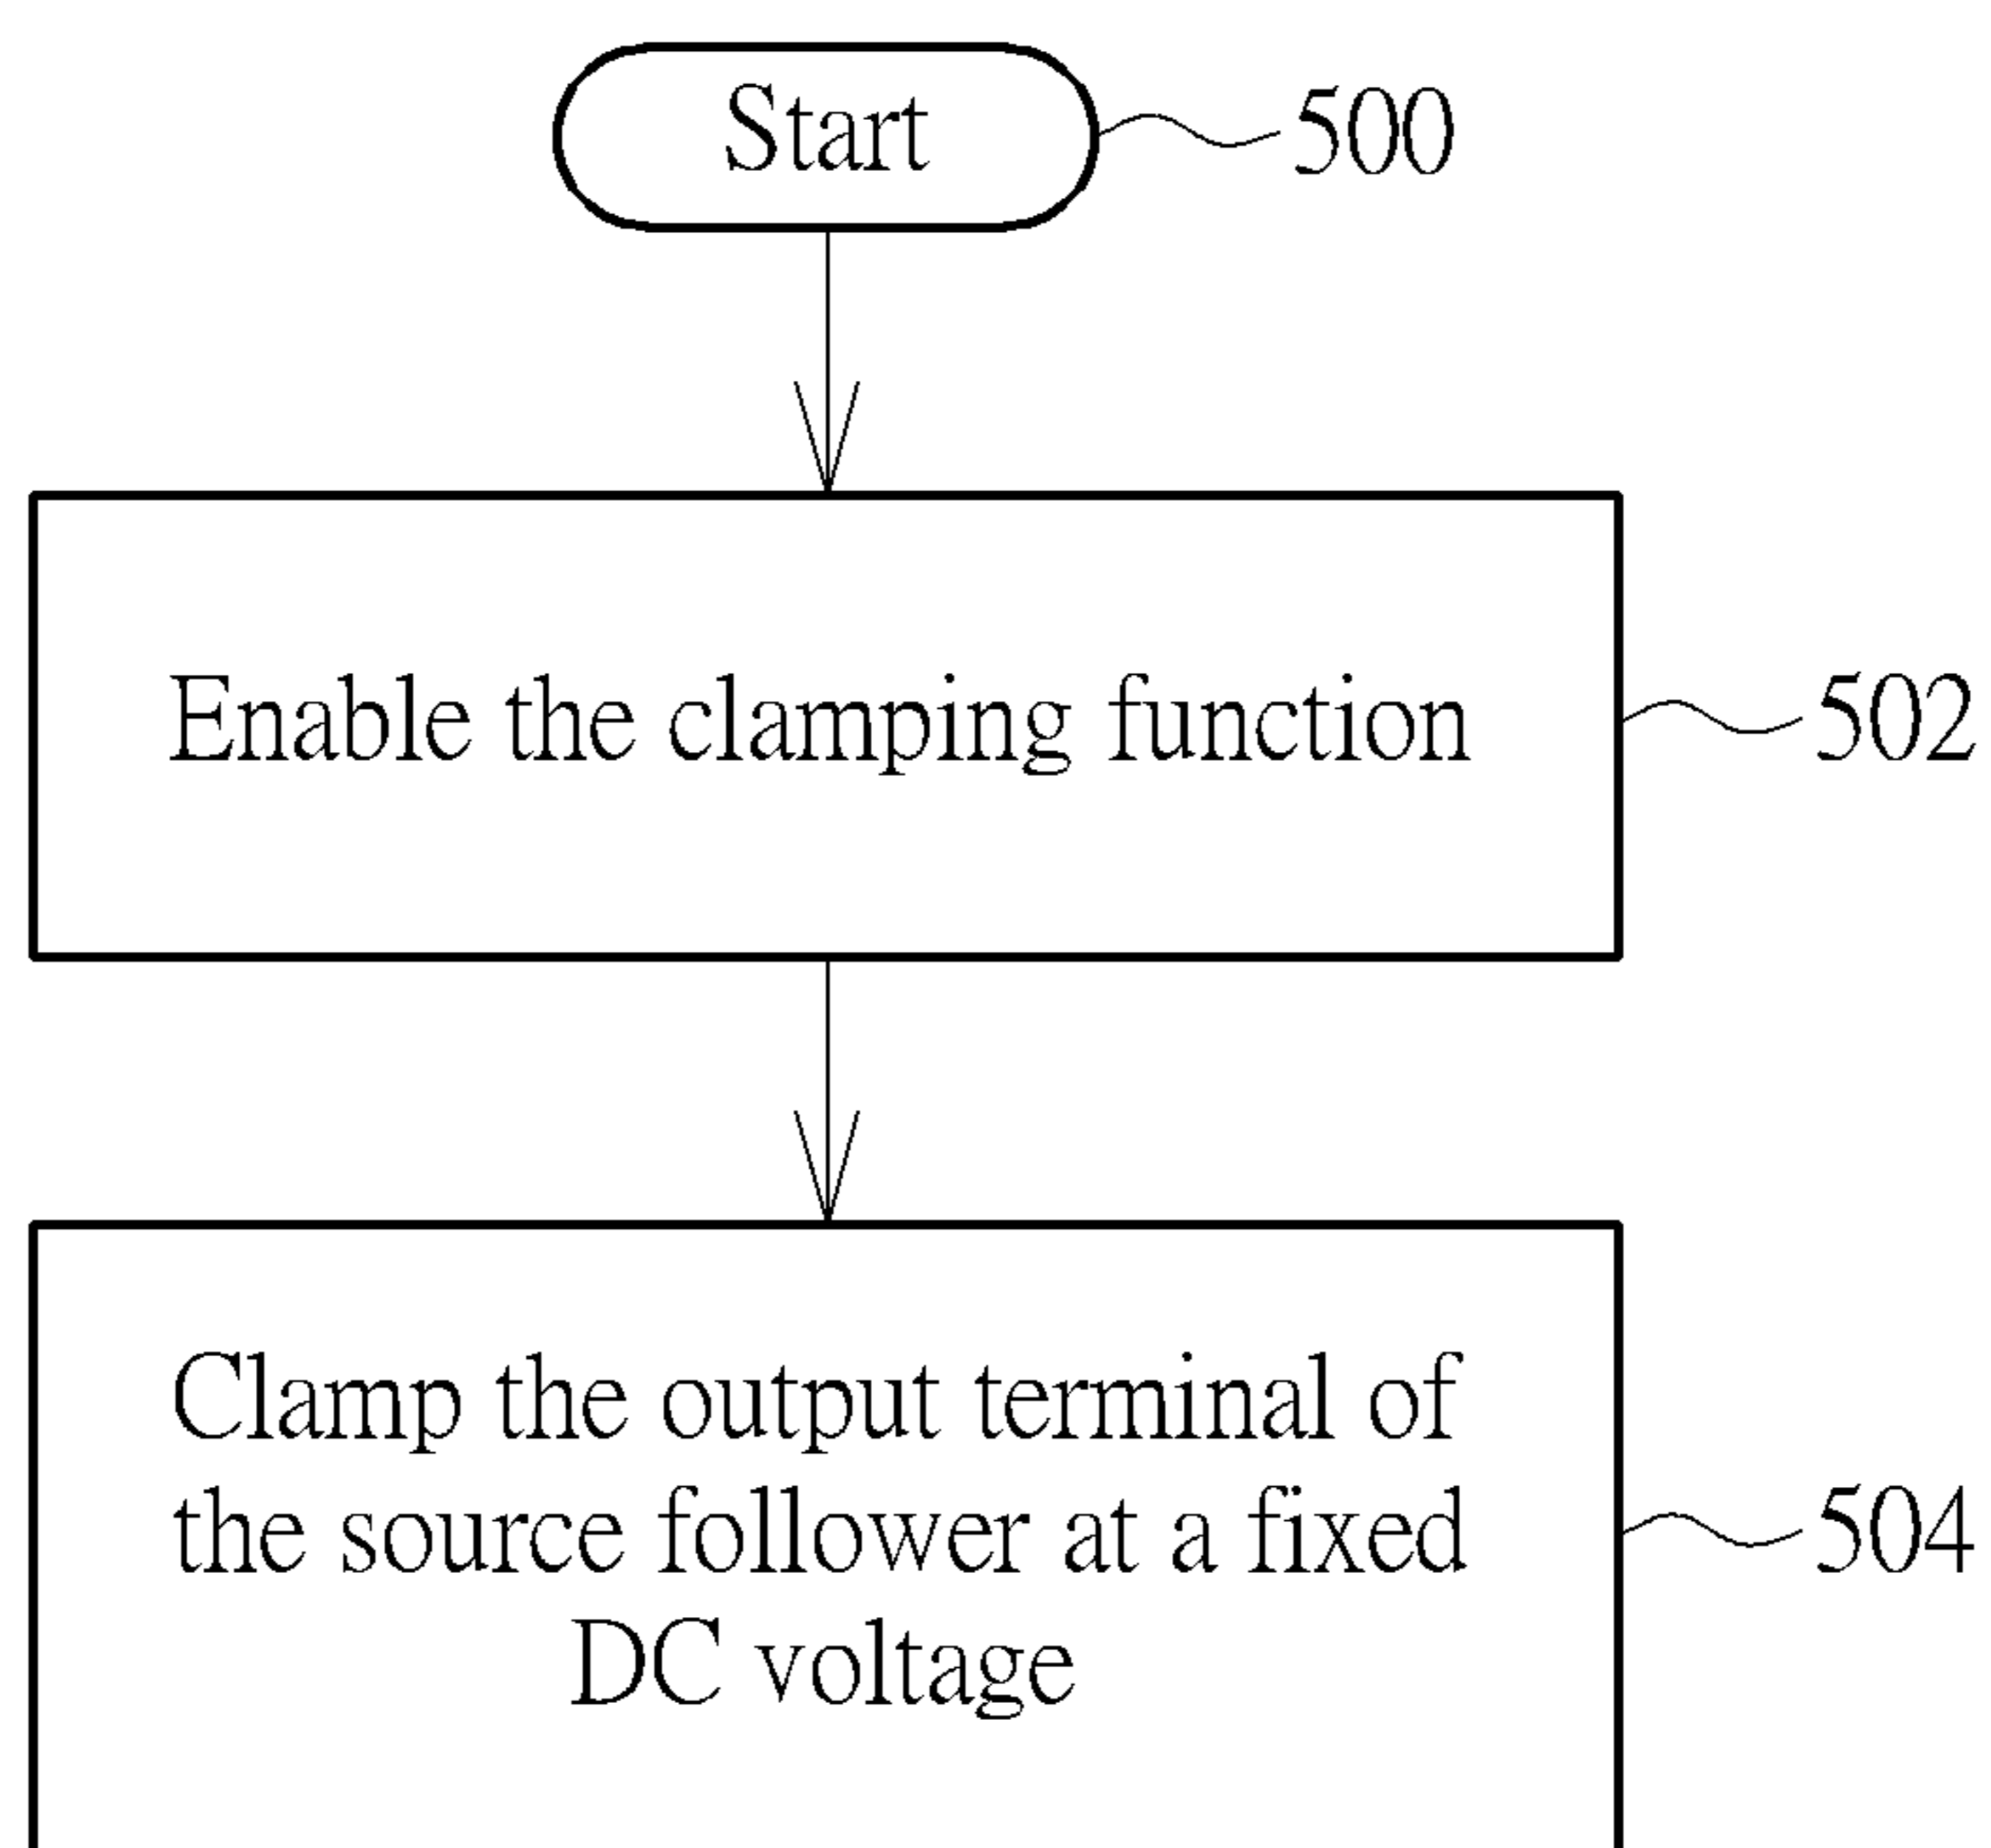 Start
500
Enable the clamping function
502
Clamp the output terminal of
the source follower at a fixed
DC voltage
504